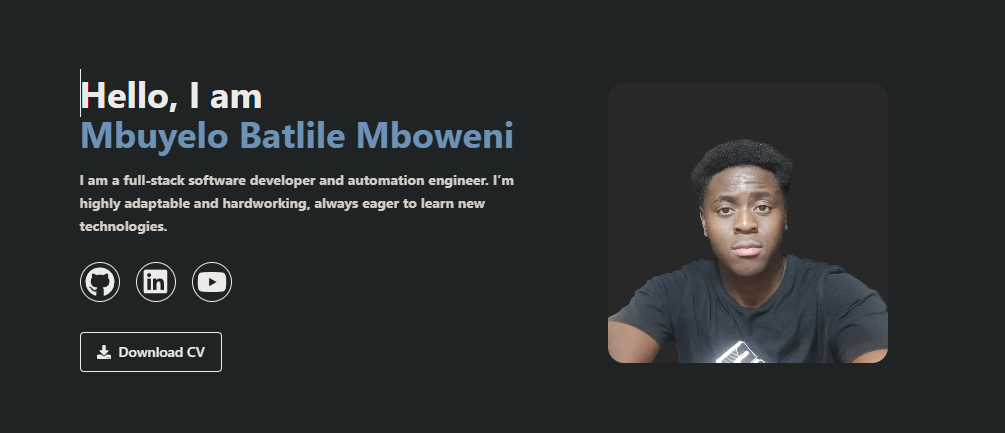 Hello, I am
Mbuyelo Batlile Mboweni
I am a full-stack software developer and automation engineer. I’m
highly adaptable and hardworking, always eager to learn new
technologies.
in
Download CV